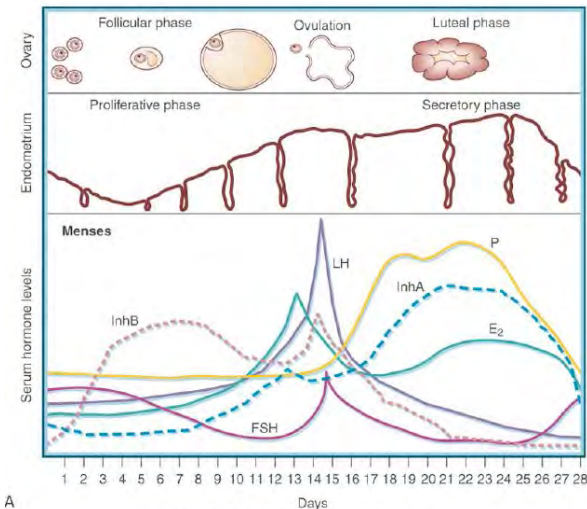 Ovary
Follicular phase
Ovulation
Luteal phase
Endometrium
Proliferative phase
Secretory phase
Serum hormone levels
Menses
LH
P
InhA
InhB
E2
FSH
1 2 3 4 5 6 7 8 9 10 11 12 13 14 15 16 17 18 19 20 21 22 23 24 25 26 27 28
A
Days